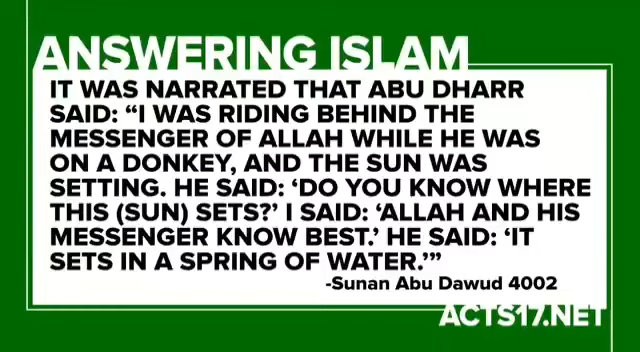 ANSWERING ISLAM
IT WAS NARRATED THAT ABU DHARR
SAID: “I WAS RIDING BEHIND THE
MESSENGER OF ALLAH WHILE HE WAS
ON A DONKEY, AND THE SUN WAS
SETTING. HE SAID: ‘DO YOU KNOW WHERE
THIS (SUN) SETS?’ I SAID: ‘ALLAH AND HIS
MESSENGER KNOW BEST.’ HE SAID: ‘IT
SETS IN A SPRING OF WATER.’”
-Sunan Abu Dawud 4002
ACTS17.NET